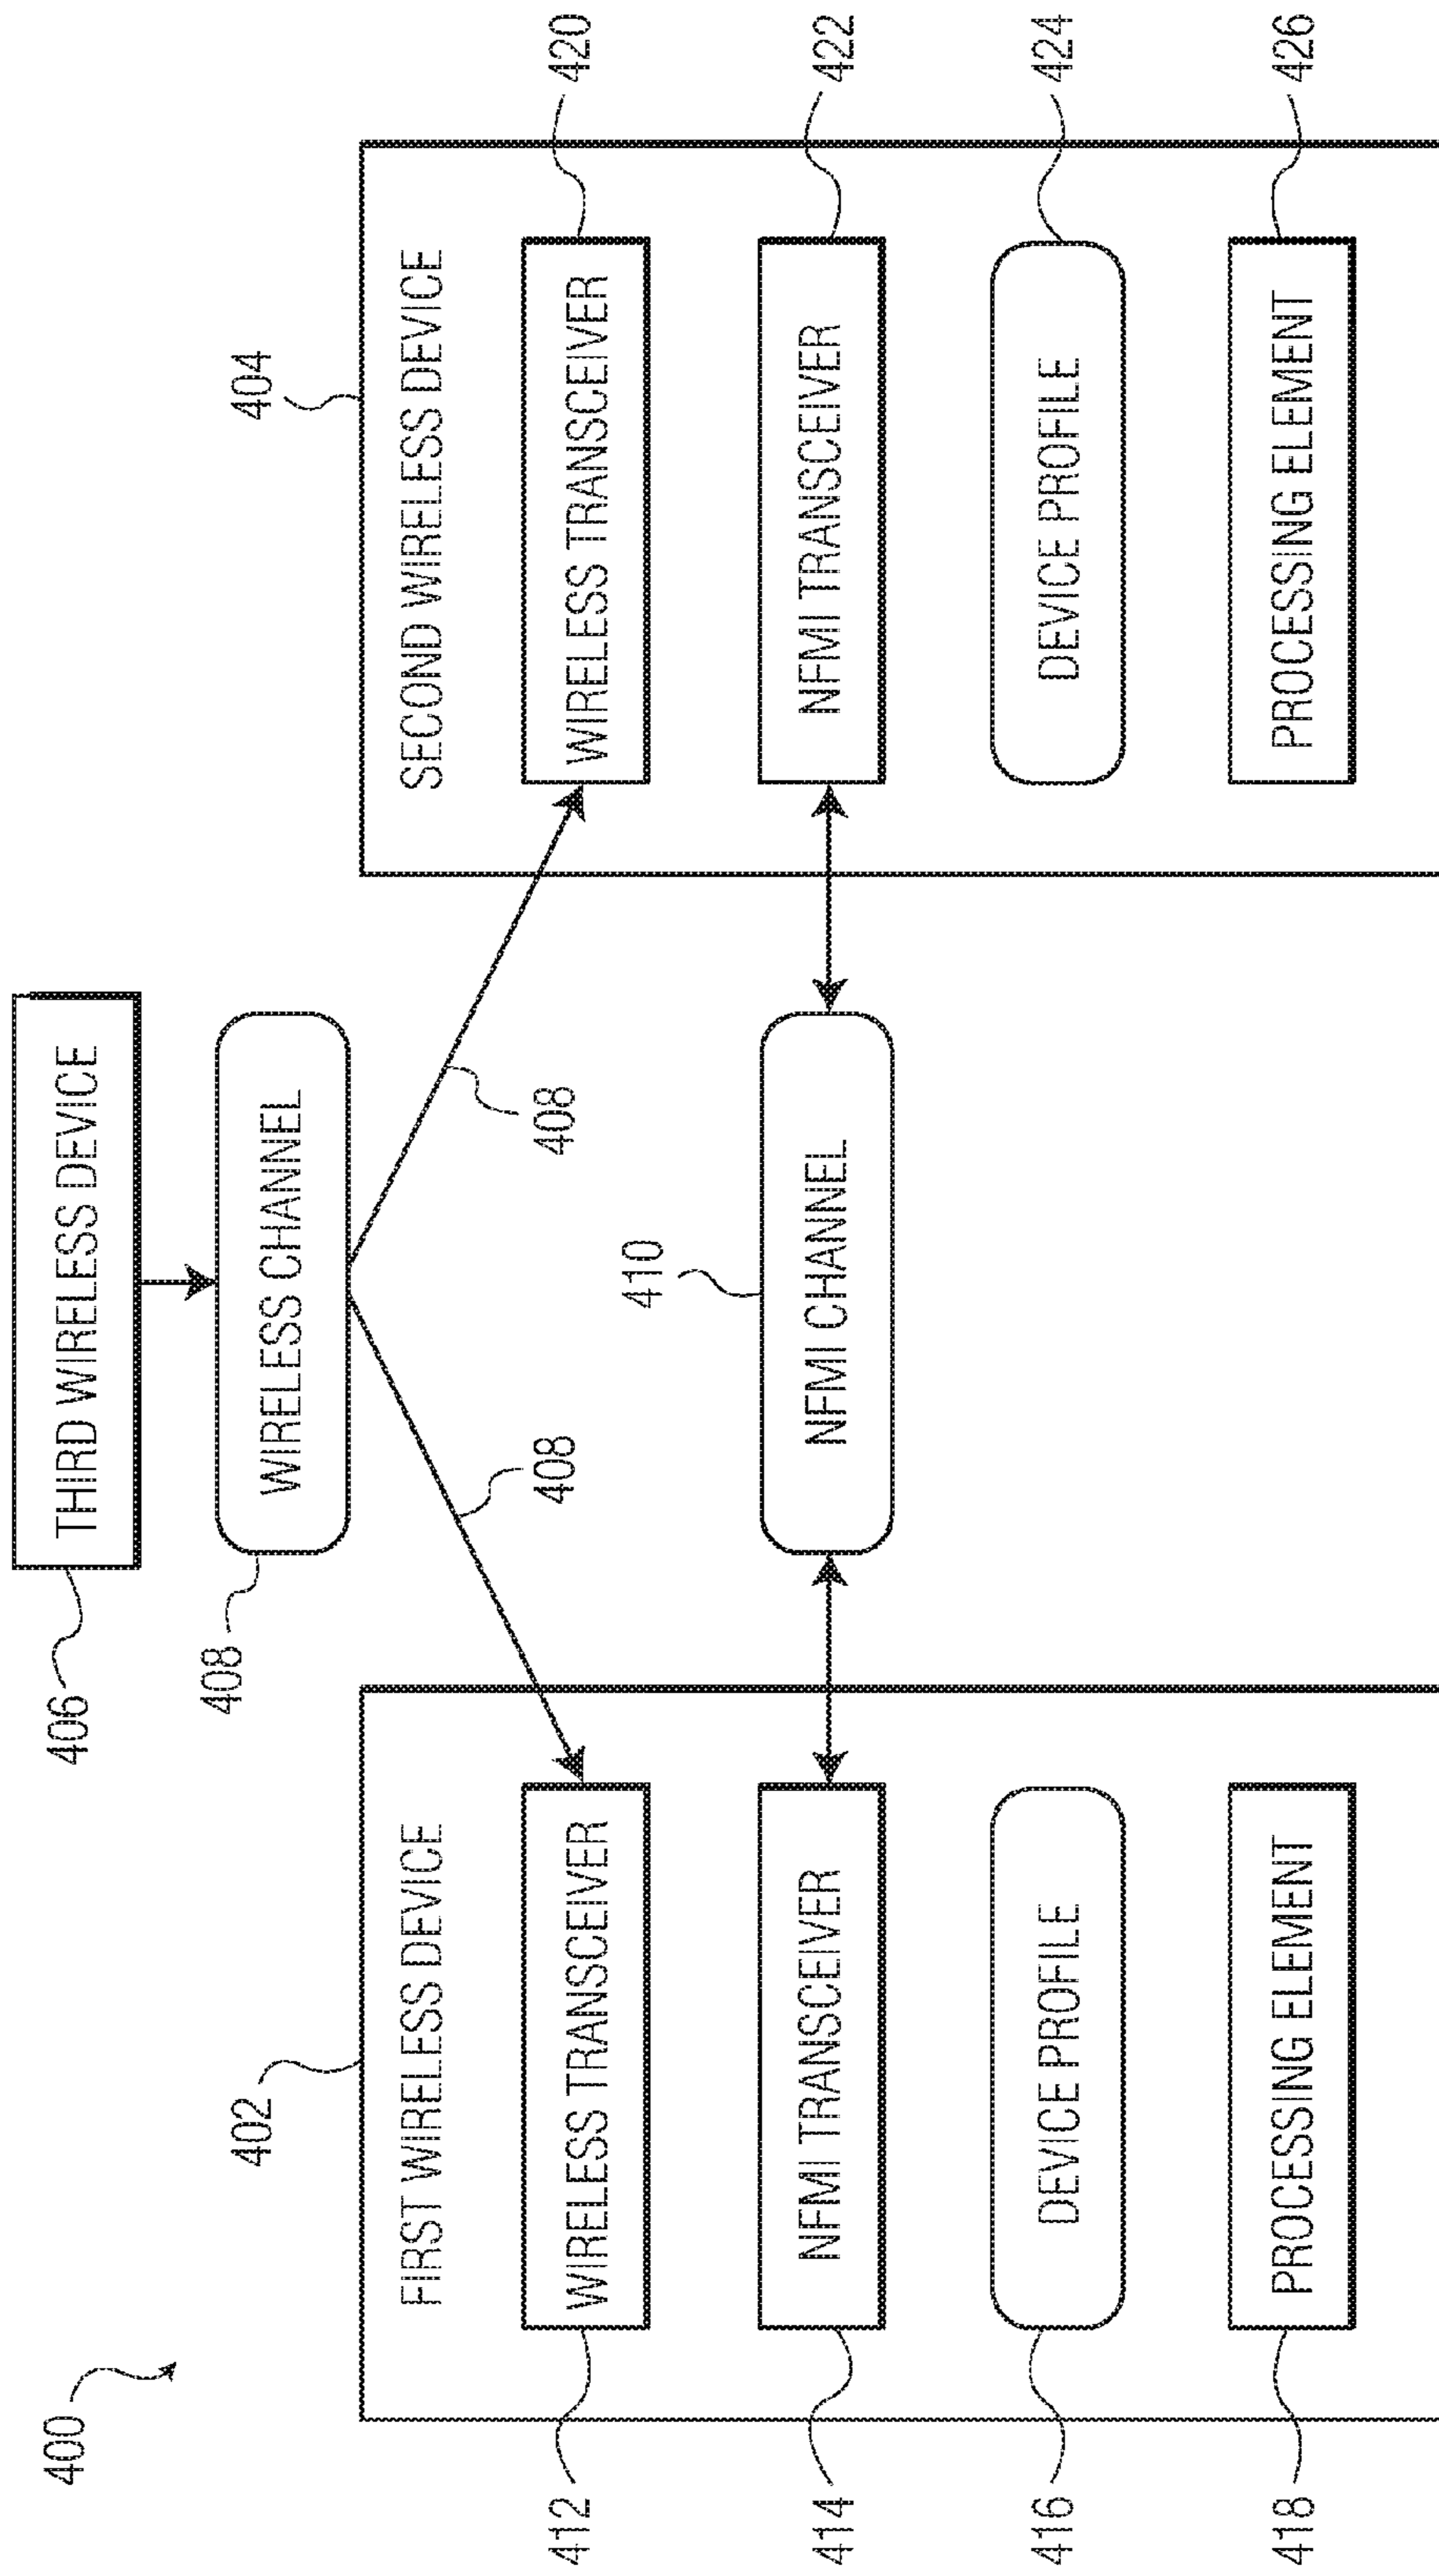 400
406
THIRD WIRELESS DEVICE
408
WIRELESS CHANNEL
402
404
FIRST WIRELESS DEVICE
SECOND WIRELESS DEVICE
408
408
412
WIRELESS TRANSCEIVER
WIRELESS TRANSCEIVER
420
410
414
NFMI TRANSCEIVER
NFMI CHANNEL
NFMI TRANSCEIVER
422
416
DEVICE PROFILE
DEVICE PROFILE
424
418
PROCESSING ELEMENT
PROCESSING ELEMENT
426